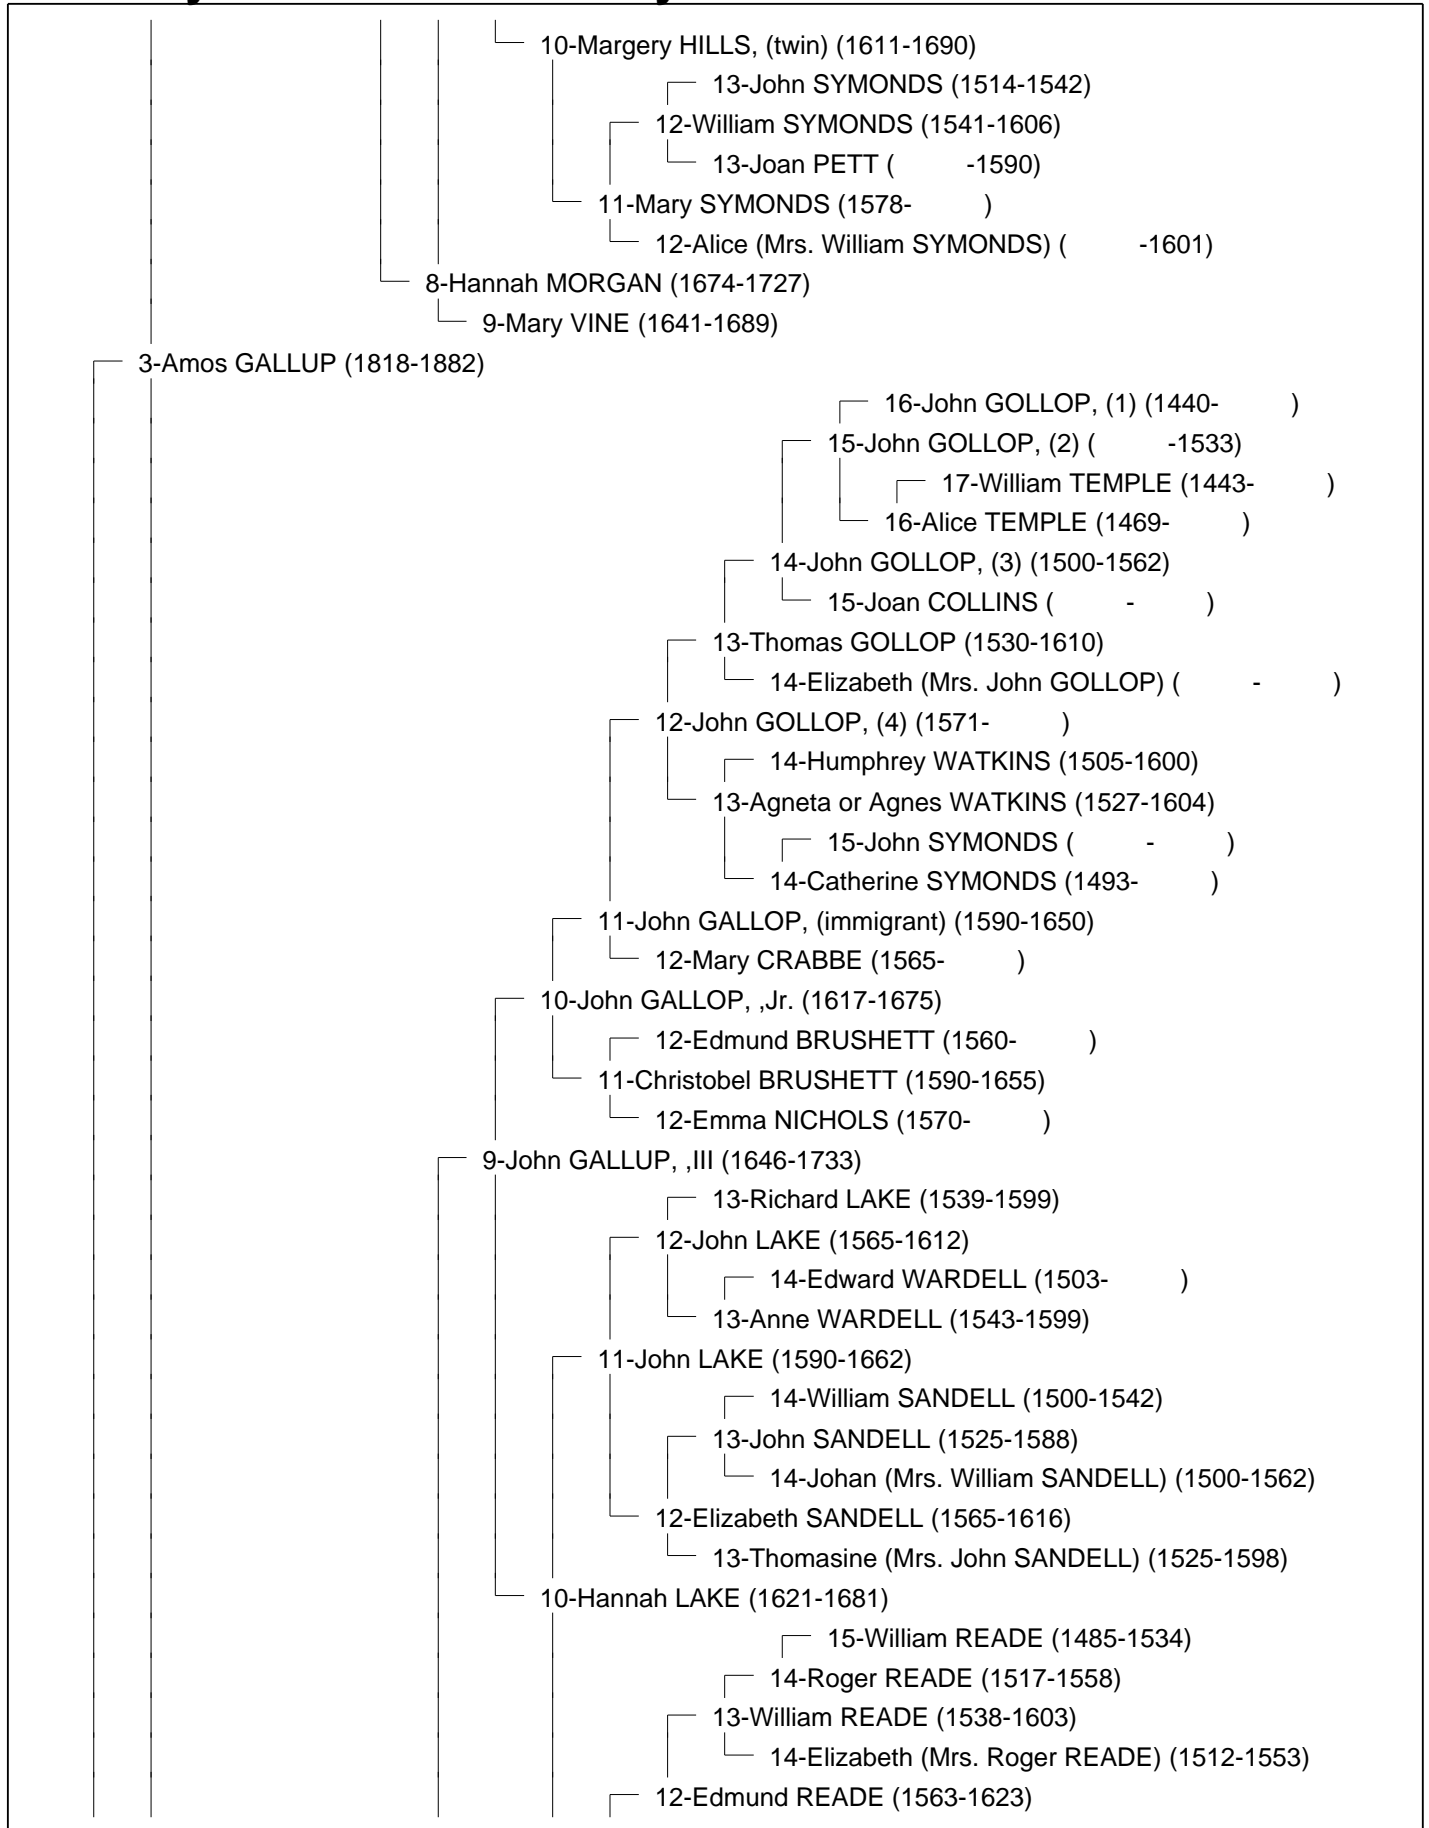 10-Margery HILLS, (twin) (1611-1690)
13-John SYMONDS (1514-1542)
12-William SYMONDS (1541-1606)
13-Joan PETT (          -1590)
11-Mary SYMONDS (1578-          )
12-Alice (Mrs. William SYMONDS) (          -1601)
8-Hannah MORGAN (1674-1727)
9-Mary VINE (1641-1689)
3-Amos GALLUP (1818-1882)
16-John GOLLOP, (1) (1440-          )
15-John GOLLOP, (2) (          -1533)
17-William TEMPLE (1443-          )
16-Alice TEMPLE (1469-          )
14-John GOLLOP, (3) (1500-1562)
15-Joan COLLINS (          -          )
13-Thomas GOLLOP (1530-1610)
14-Elizabeth (Mrs. John GOLLOP) (          -          )
12-John GOLLOP, (4) (1571-          )
14-Humphrey WATKINS (1505-1600)
13-Agneta or Agnes WATKINS (1527-1604)
15-John SYMONDS (          -          )
14-Catherine SYMONDS (1493-          )
11-John GALLOP, (immigrant) (1590-1650)
12-Mary CRABBE (1565-          )
10-John GALLOP, ,Jr. (1617-1675)
12-Edmund BRUSHETT (1560-          )
11-Christobel BRUSHETT (1590-1655)
12-Emma NICHOLS (1570-          )
9-John GALLUP, ,III (1646-1733)
13-Richard LAKE (1539-1599)
12-John LAKE (1565-1612)
14-Edward WARDELL (1503-          )
13-Anne WARDELL (1543-1599)
11-John LAKE (1590-1662)
14-William SANDELL (1500-1542)
13-John SANDELL (1525-1588)
14-Johan (Mrs. William SANDELL) (1500-1562)
12-Elizabeth SANDELL (1565-1616)
13-Thomasine (Mrs. John SANDELL) (1525-1598)
10-Hannah LAKE (1621-1681)
15-William READE (1485-1534)
14-Roger READE (1517-1558)
13-William READE (1538-1603)
14-Elizabeth (Mrs. Roger READE) (1512-1553)
12-Edmund READE (1563-1623)